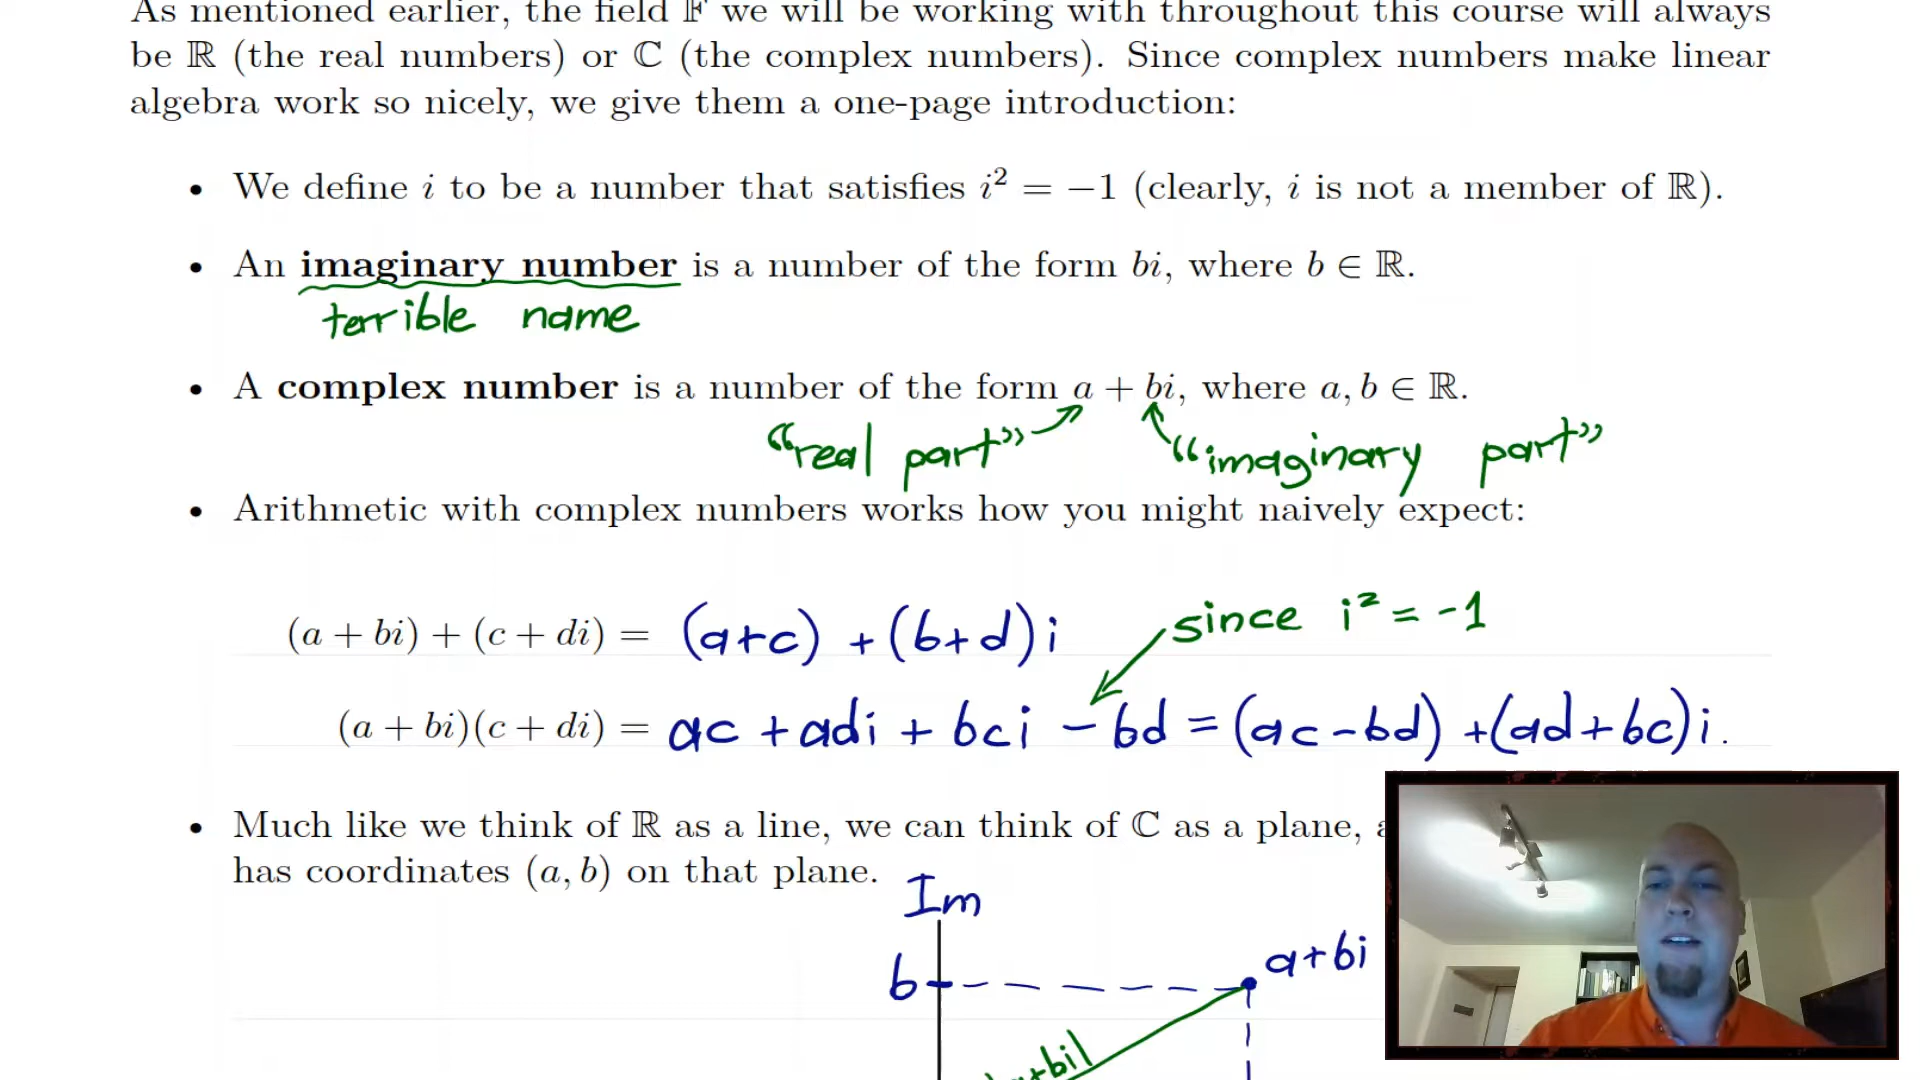 As mentioned earlier, the field 𝔽 we will be working with throughout this course will always
be ℝ (the real numbers) or ℂ (the complex numbers). Since complex numbers make linear
algebra work so nicely, we give them a one-page introduction:
• We define i to be a number that satisfies i² = −1 (clearly, i is not a member of ℝ).
• An imaginary number is a number of the form bi, where b ∈ ℝ.
terrible name
• A complex number is a number of the form a + bi, where a, b ∈ ℝ.
“real part” “imaginary part”
• Arithmetic with complex numbers works how you might naively expect:
since i² = -1
(a + bi) + (c + di) = (a+c) + (b+d)i
(a + bi)(c + di) = ac + adi + bci - bd = (ac-bd) + (ad+bc)i.
• Much like we think of ℝ as a line, we can think of ℂ as a plane,
has coordinates (a, b) on that plane.
Im
a+bi
b
+bi|